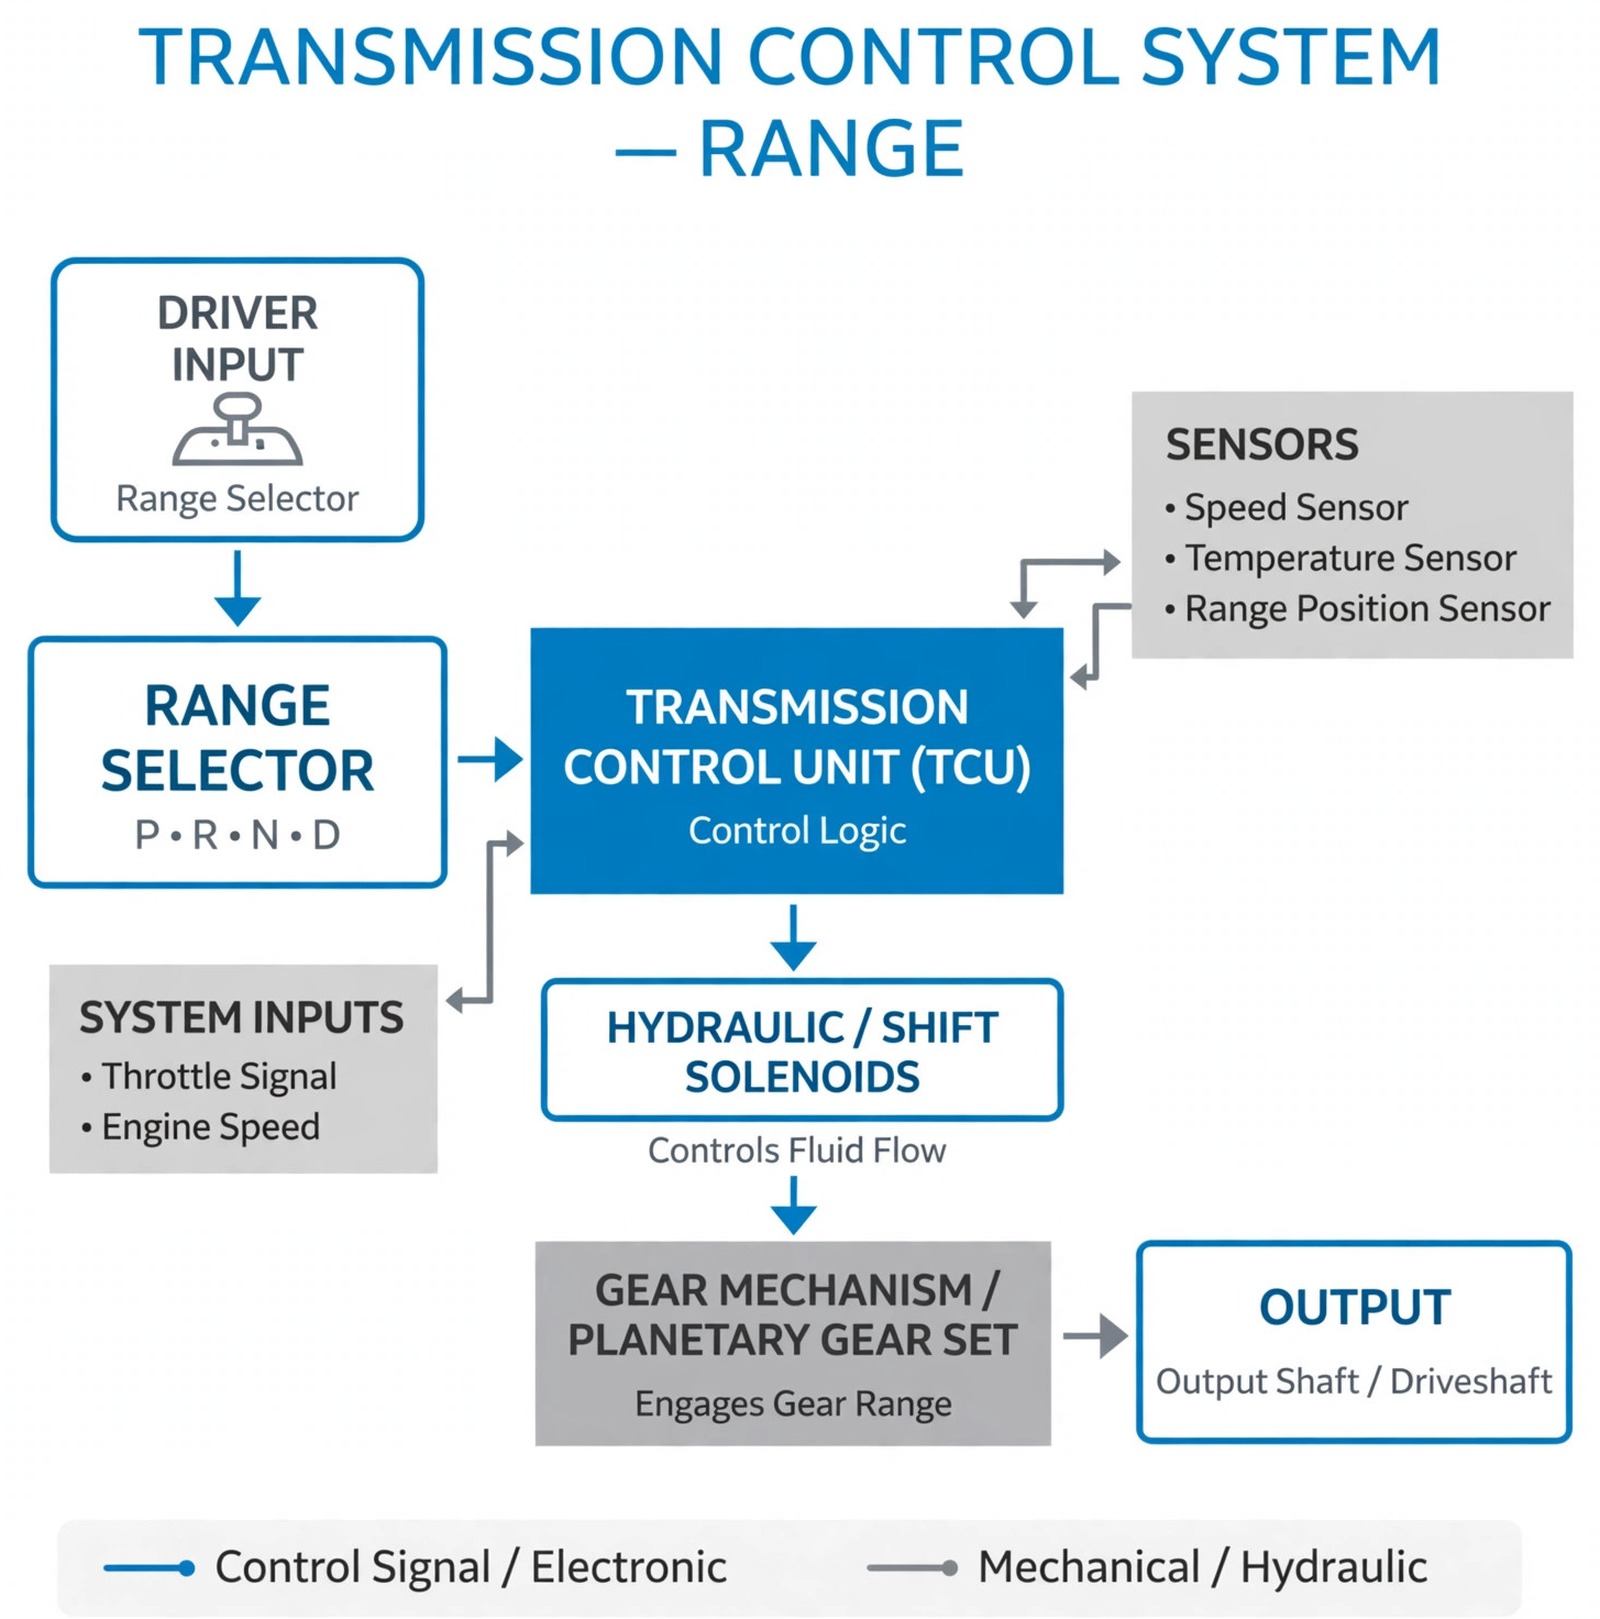 TRANSMISSION CONTROL SYSTEM
— RANGE
DRIVER
INPUT
Range Selector
SENSORS
• Speed Sensor
• Temperature Sensor
• Range Position Sensor
RANGE
SELECTOR
P • R • N • D
TRANSMISSION
CONTROL UNIT (TCU)
Control Logic
SYSTEM INPUTS
• Throttle Signal
• Engine Speed
HYDRAULIC / SHIFT
SOLENOIDS
Controls Fluid Flow
GEAR MECHANISM /
PLANETARY GEAR SET
Engages Gear Range
OUTPUT
Output Shaft / Driveshaft
Control Signal / Electronic
Mechanical / Hydraulic